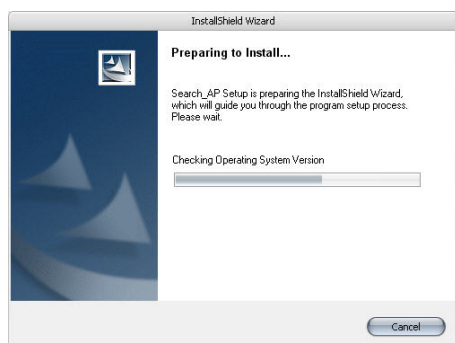 InstallShield Wizard
Preparing to Install...
Search_AP Setup is preparing the InstallShield Wizard,
which will guide you through the program setup process.
Please wait.
Checking Operating System Version
Cancel